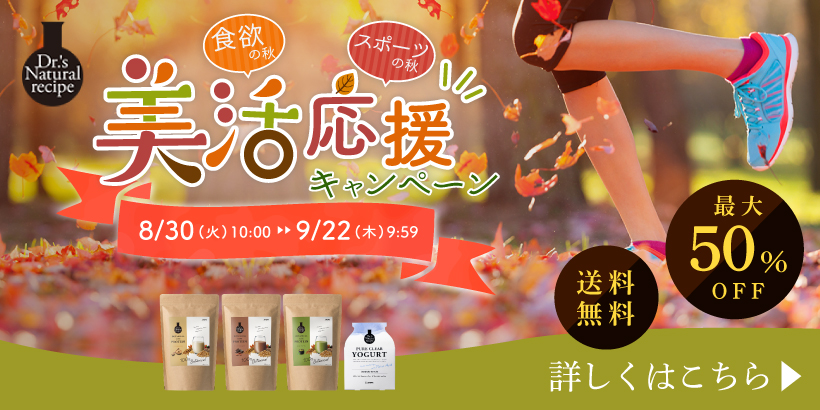 Dr.'s
Natural
recipe
食欲
の秋
スポーツ
の秋
美活応援
キャンペーン
8/30(火)10:00 ▸▸ 9/22(木)9:59
最大
50%
OFF
送料
無料
PURE CLEAR
YOGURT
詳しくはこちら▶